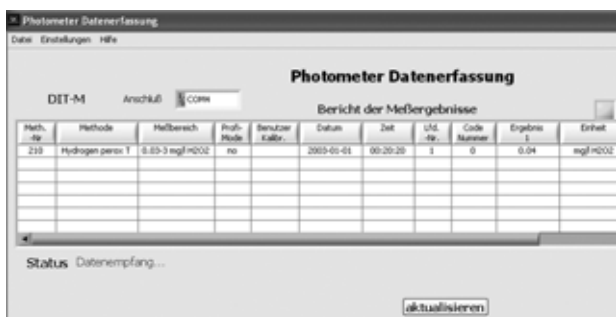 Photometer Datenerfassung
Datei Einstellungen Hilfe
Photometer Datenerfassung
DIT-M Anschluß COM4
Bericht der Meßergebnisse
Meth. -Nr Methode Meßbereich Profi-Mode Benutzer Kalibr. Datum Zeit Lfd. -Nr. Code Nummer Ergebnis 1 Einheit
210 Hydrogen perox T 0.03-3 mg/l H2O2 no 2003-01-01 00:20:20 1 0 0.04 mg/l H2O2
Status Datenempfang...
aktualisieren